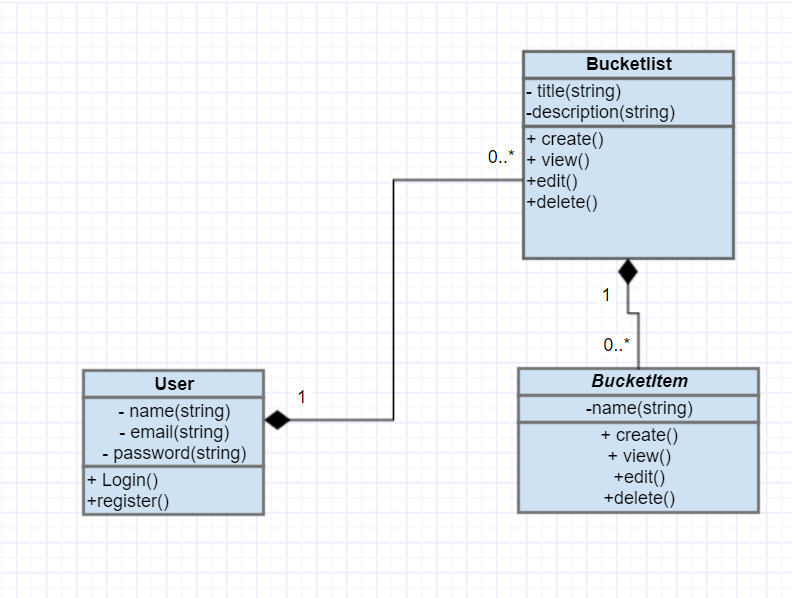 Bucketlist
- title(string)
-description(string)
+ create()
+ view()
+edit()
+delete()
0..*
1
0..*
User
- name(string)
- email(string)
- password(string)
+ Login()
+register()
1
BucketItem
-name(string)
+ create()
+ view()
+edit()
+delete()